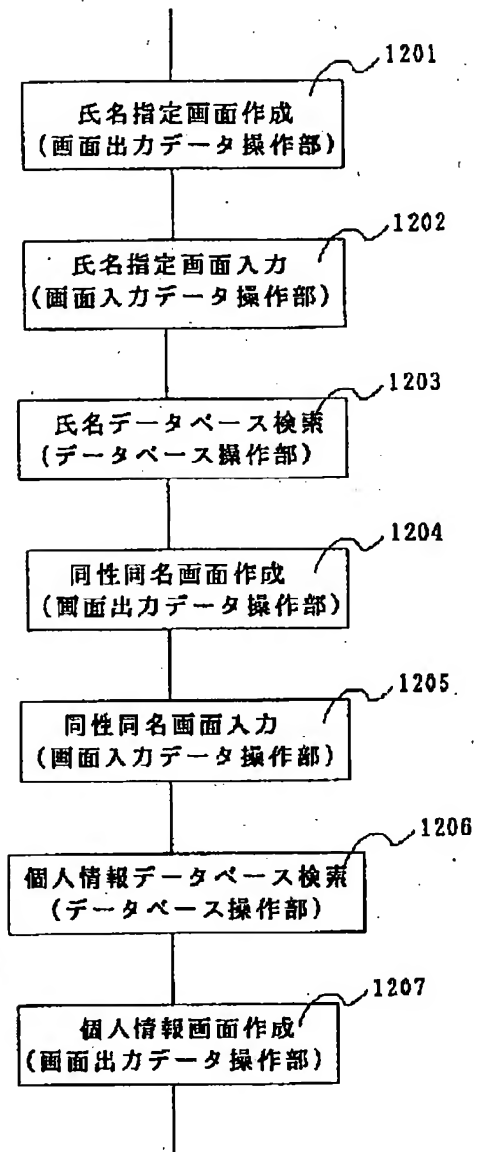 1201
氏名指定画面作成
(画面出力データ操作部)
1202
氏名指定画面入力
(画面入力データ操作部)
1203
氏名データベース検索
(データベース操作部)
1204
同性同名画面作成
(画面出力データ操作部)
1205
同性同名画面入力
(画面入力データ操作部)
1206
個人情報データベース検索
(データベース操作部)
1207
個人情報画面作成
(画面出力データ操作部)